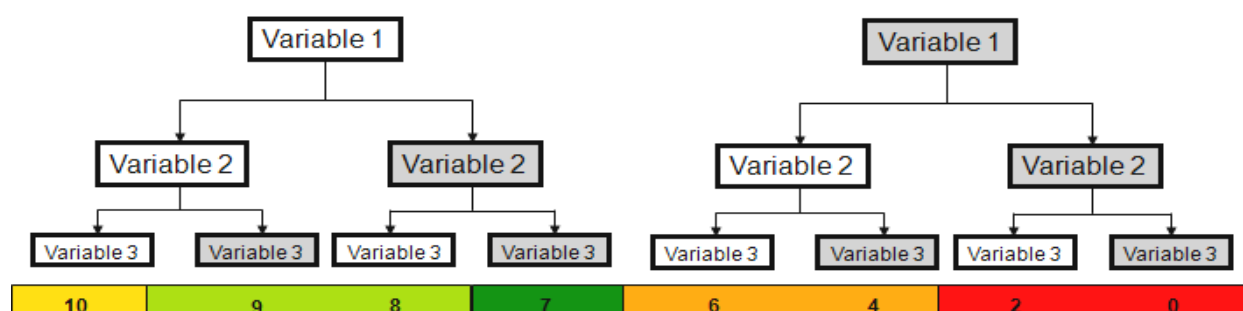 Variable 1 Variable 1
Variable 2 Variable 2 Variable 2 Variable 2
Variable 3 Variable 3 Variable 3 Variable 3 Variable 3 Variable 3 Variable 3 Variable 3
10 9 8 7 6 4 2 0